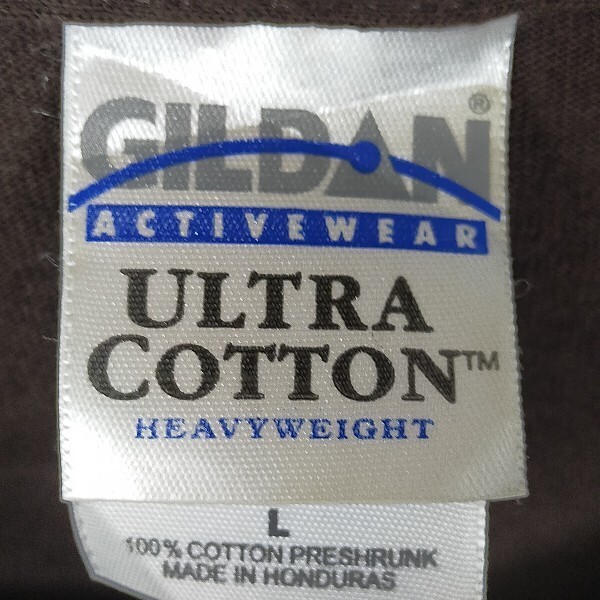 GILDAN®
ACTIVEWEAR
ULTRA
COTTON™
HEAVYWEIGHT
L
100% COTTON PRESHRUNK
MADE IN HONDURAS